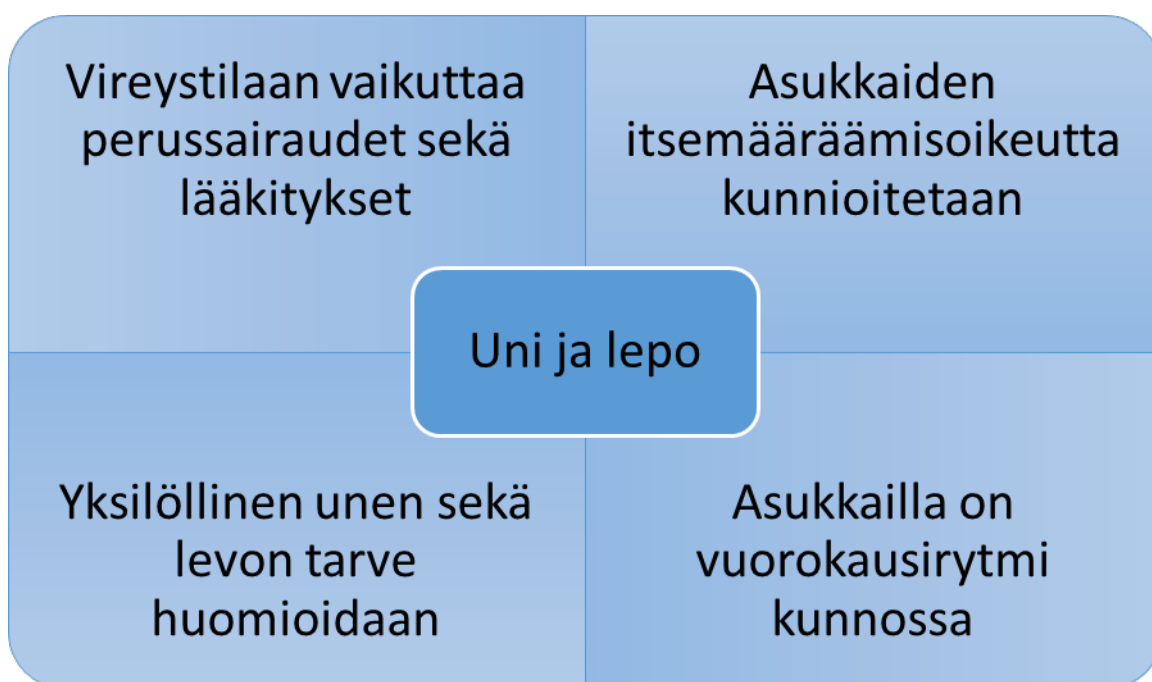 Vireystilaan vaikuttaa
perussairaudet sekä
lääkitykset
Asukkaiden
itsemääräämisoikeutta
kunnioitetaan
Uni ja lepo
Yksilöllinen unen sekä
levon tarve
huomioidaan
Asukkailla on
vuorokausirytmi
kunnossa